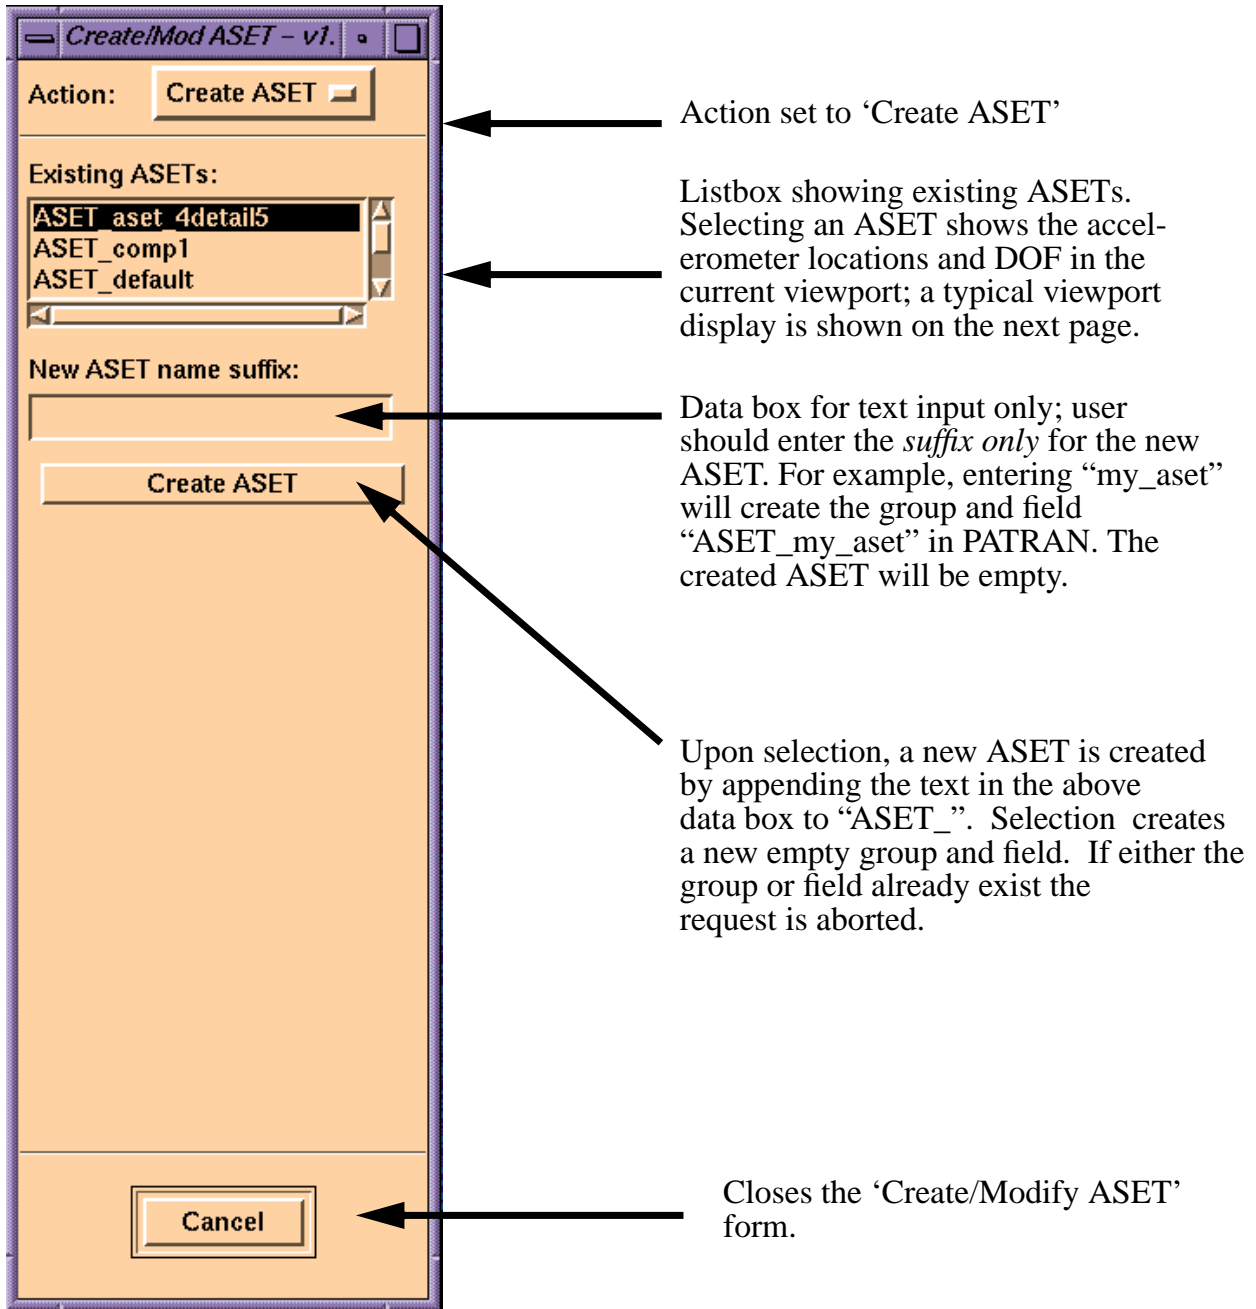 Create/Mod ASET – v1.
Action: Create ASET
Action set to ‘Create ASET’
Existing ASETs:
ASET_aset_4detail5
ASET_comp1
ASET_default
Listbox showing existing ASETs.
Selecting an ASET shows the accel-
erometer locations and DOF in the
current viewport; a typical viewport
display is shown on the next page.
New ASET name suffix:
Data box for text input only; user
should enter the suffix only for the new
ASET. For example, entering “my_aset”
will create the group and field
“ASET_my_aset” in PATRAN. The
created ASET will be empty.
Create ASET
Upon selection, a new ASET is created
by appending the text in the above
data box to “ASET_”. Selection creates
a new empty group and field. If either the
group or field already exist the
request is aborted.
Cancel
Closes the ‘Create/Modify ASET’
form.